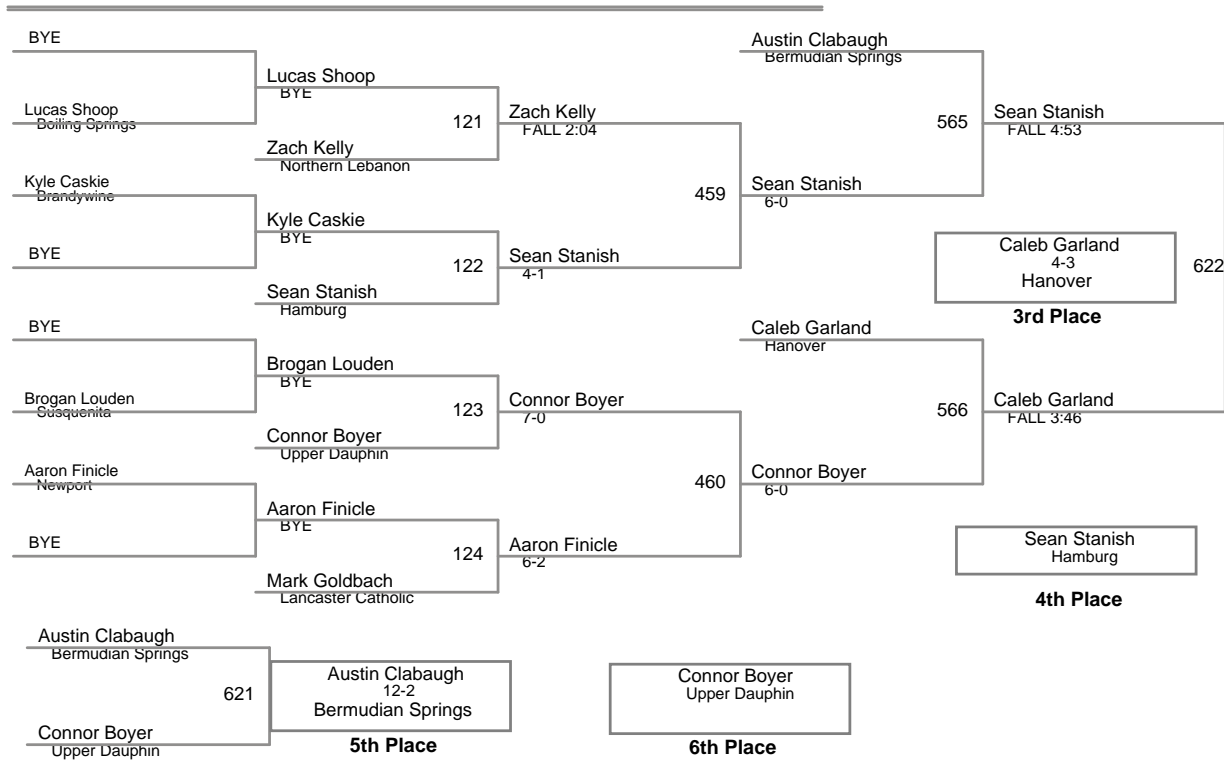 BYE
Lucas Shoop
Boiling Springs
Kyle Caskie
Brandywine
BYE
BYE
Brogan Louden
Susquenita
Aaron Finicle
Newport
BYE
Lucas Shoop
BYE
121
Zach Kelly
Northern Lebanon
Kyle Caskie
BYE
122
Sean Stanish
Hamburg
Brogan Louden
BYE
123
Connor Boyer
Upper Dauphin
Aaron Finicle
BYE
124
Mark Goldbach
Lancaster Catholic
Zach Kelly
FALL 2:04
459
Sean Stanish
4-1
Connor Boyer
7-0
460
Aaron Finicle
6-2
Austin Clabaugh
Bermudian Springs
565
Sean Stanish
6-0
Caleb Garland
Hanover
566
Connor Boyer
6-0
Sean Stanish
FALL 4:53
622
Caleb Garland
FALL 3:46
Caleb Garland
4-3
Hanover
3rd Place
Sean Stanish
Hamburg
4th Place
Austin Clabaugh
Bermudian Springs
621
Connor Boyer
Upper Dauphin
Austin Clabaugh
12-2
Bermudian Springs
5th Place
Connor Boyer
Upper Dauphin
6th Place